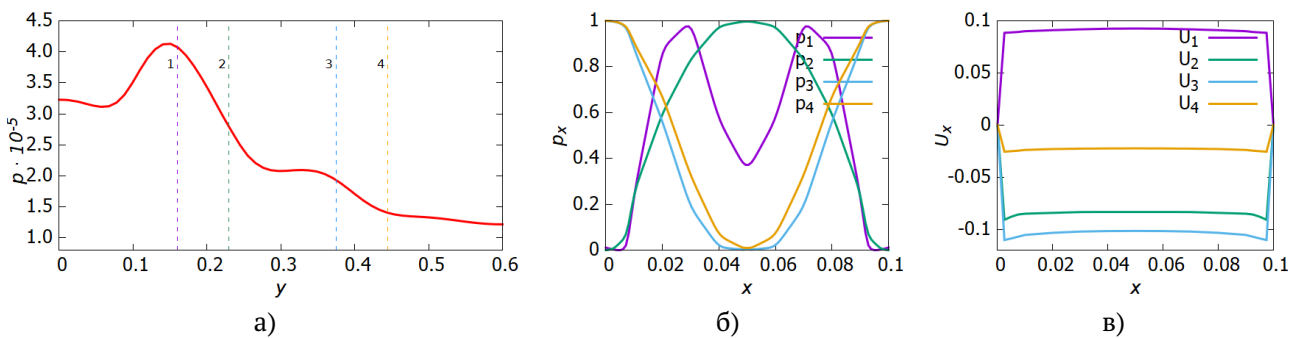 4.5
4.0
3.5
3.0
2.5
2.0
1.5
1.0
p · 10⁻⁵
1
2
3
4
0
0.1
0.2
0.3
0.4
0.5
0.6
y
а)
1
0.8
0.6
0.4
0.2
0
pₓ
p₁
p₂
p₃
p₄
0
0.02
0.04
0.06
0.08
0.10
x
б)
0.1
0.05
0
-0.05
-0.1
Uₓ
U₁
U₂
U₃
U₄
0
0.02
0.04
0.06
0.08
0.1
x
в)